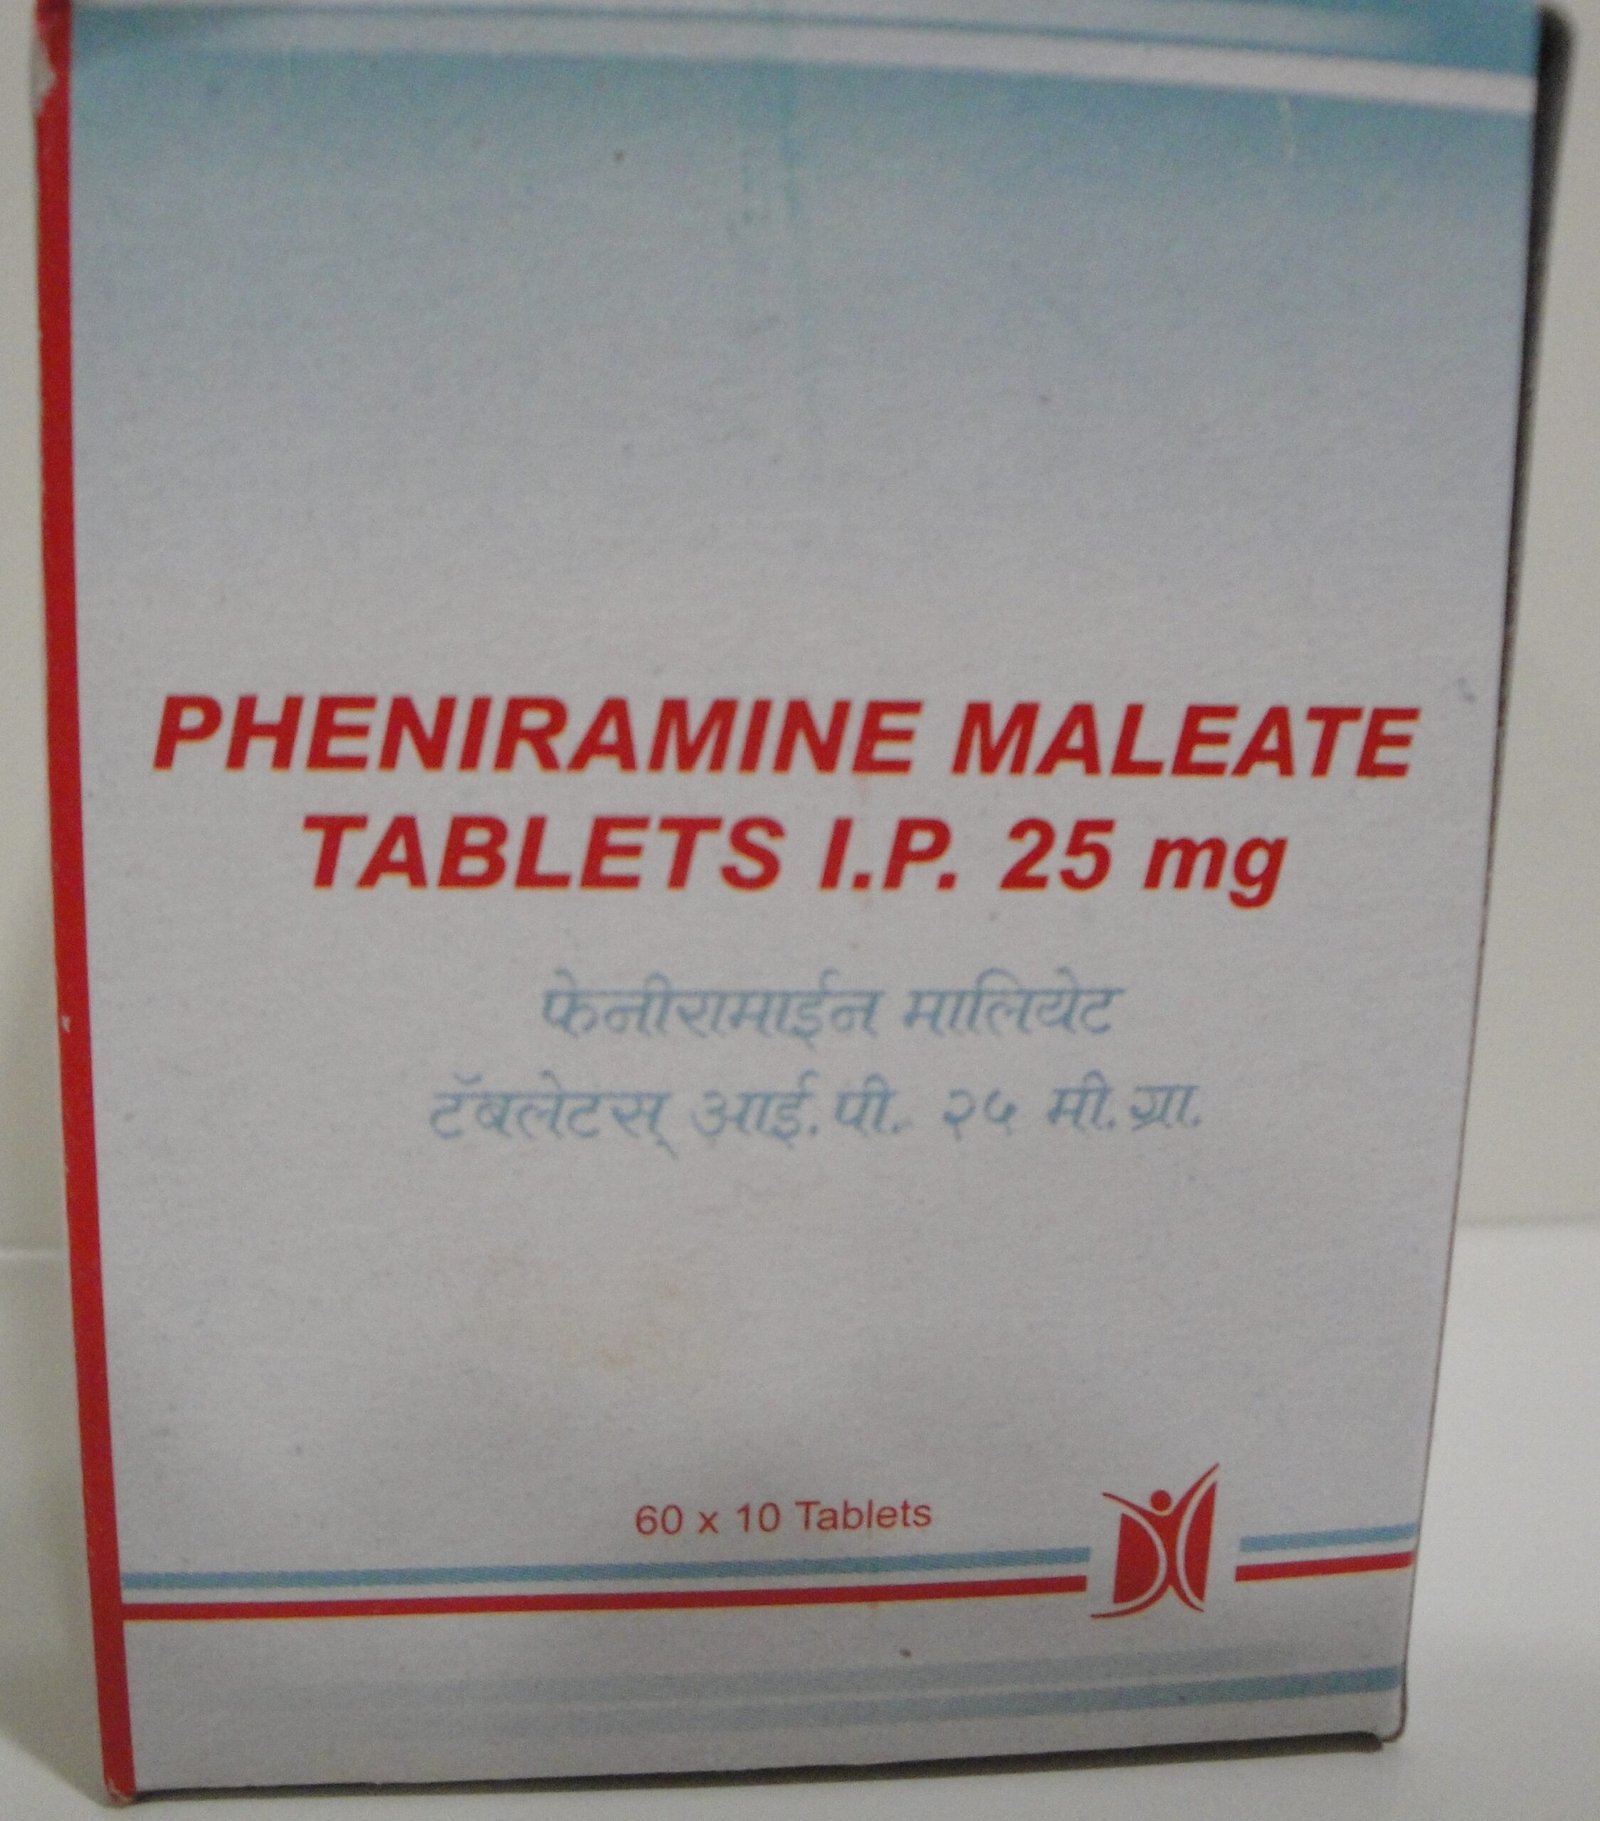 PHENIRAMINE MALEATE
TABLETS I.P. 25 mg
फेनीरामाईन मालियेट
टॅबलेटस् आई.पी. २५ मी.ग्रा.
60 x 10 Tablets